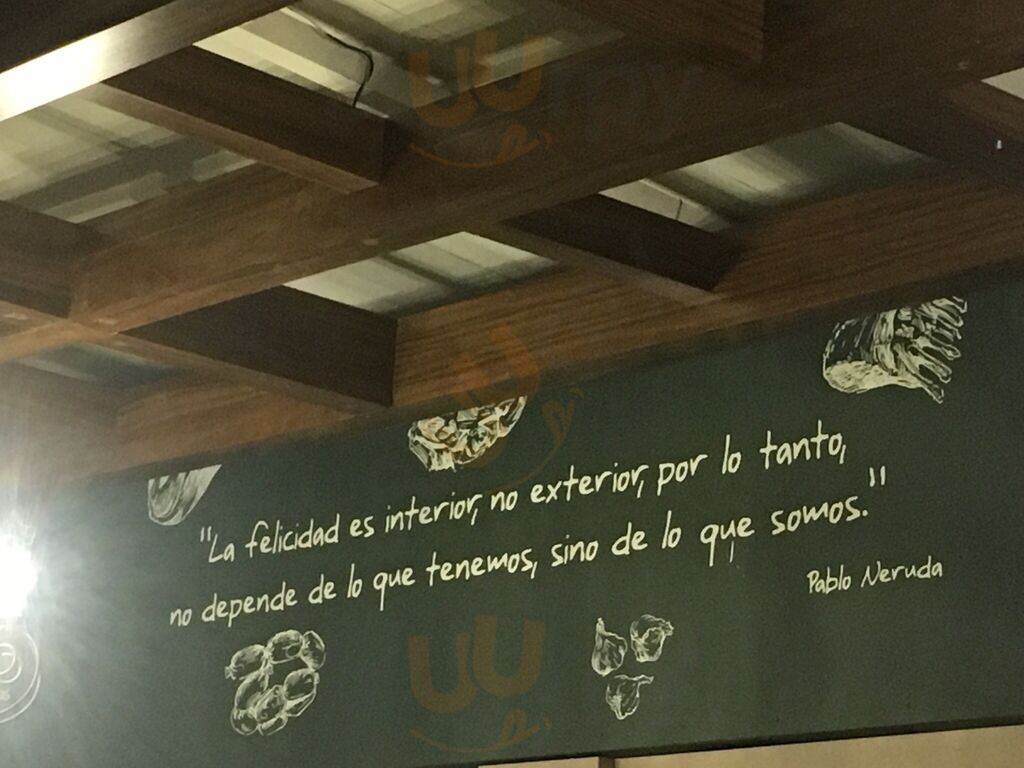 "La felicidad es interior, no exterior, por lo tanto,
no depende de lo que tenemos, sino de lo que somos."
Pablo Neruda